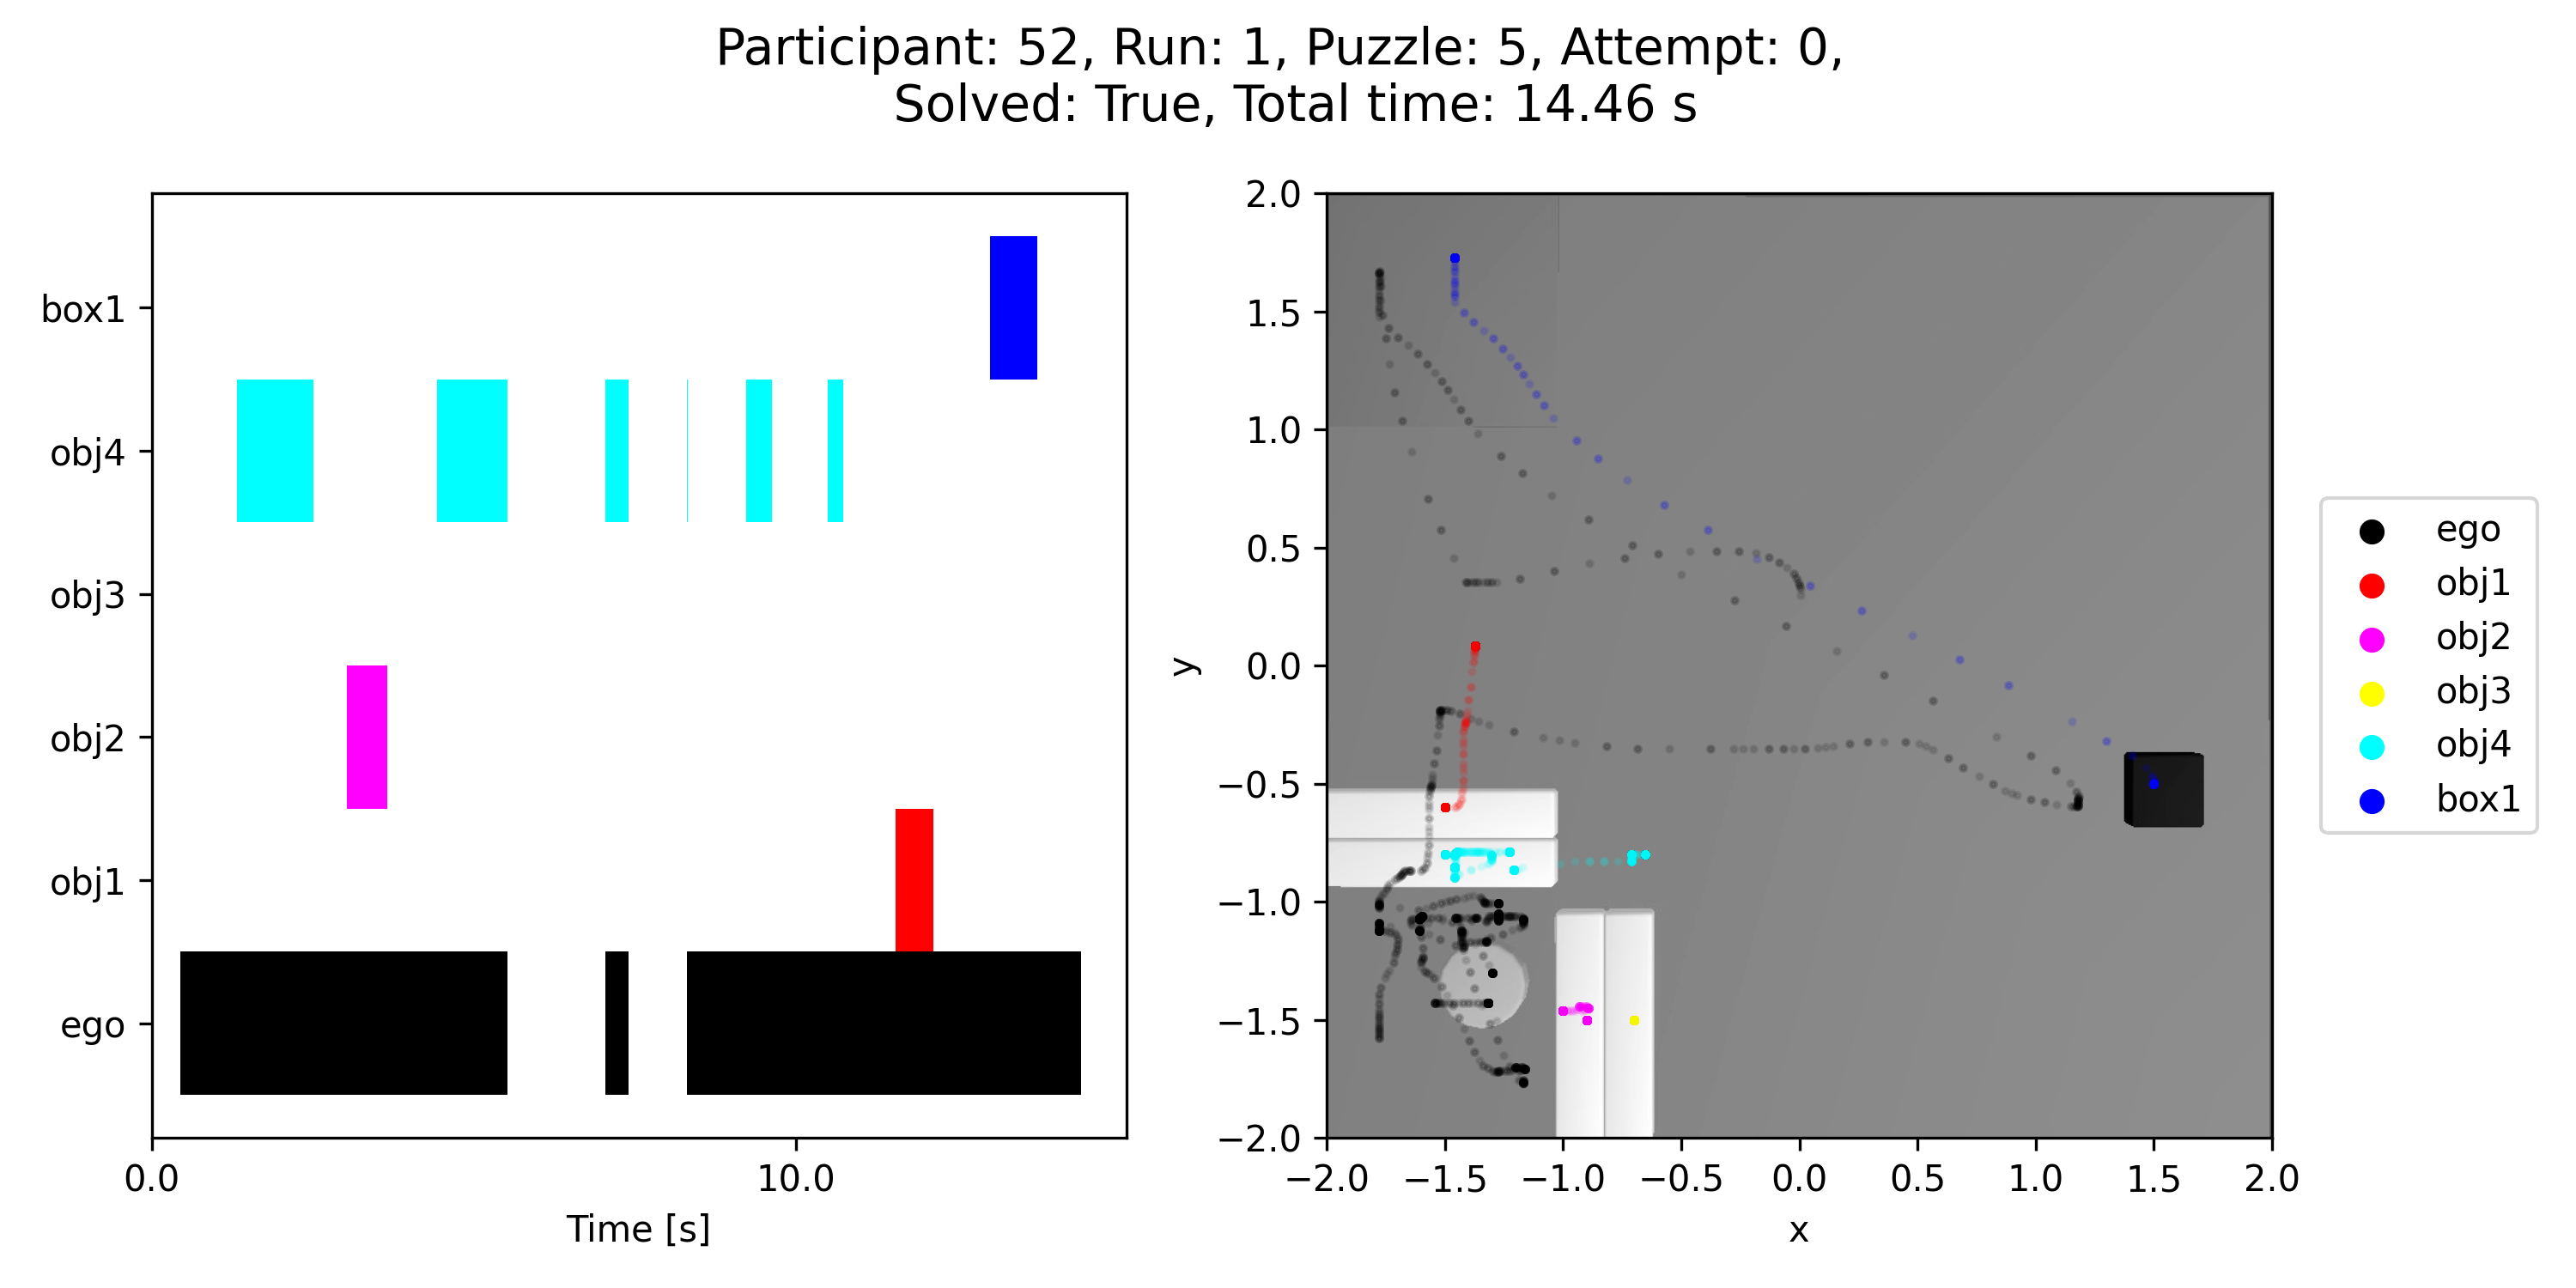 Participant: 52, Run: 1, Puzzle: 5, Attempt: 0,
Solved: True, Total time: 14.46 s
box1
obj4
obj3
obj2
obj1
ego
0.0
10.0
Time [s]
2.0
1.5
1.0
0.5
0.0
−0.5
−1.0
−1.5
−2.0
y
−2.0
−1.5
−1.0
−0.5
0.0
0.5
1.0
1.5
2.0
x
ego
obj1
obj2
obj3
obj4
box1